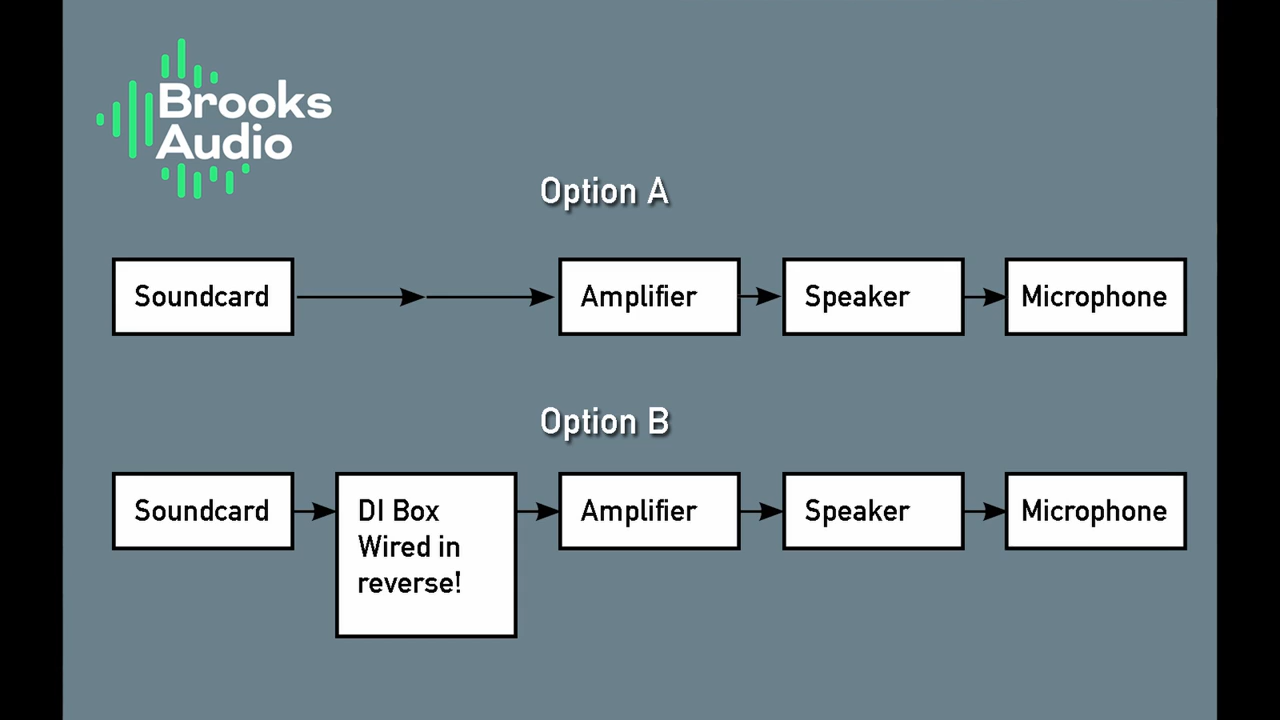 Brooks
Audio
Option A
Soundcard
Amplifier
Speaker
Microphone
Option B
Soundcard
DI Box
Wired in
reverse!
Amplifier
Speaker
Microphone